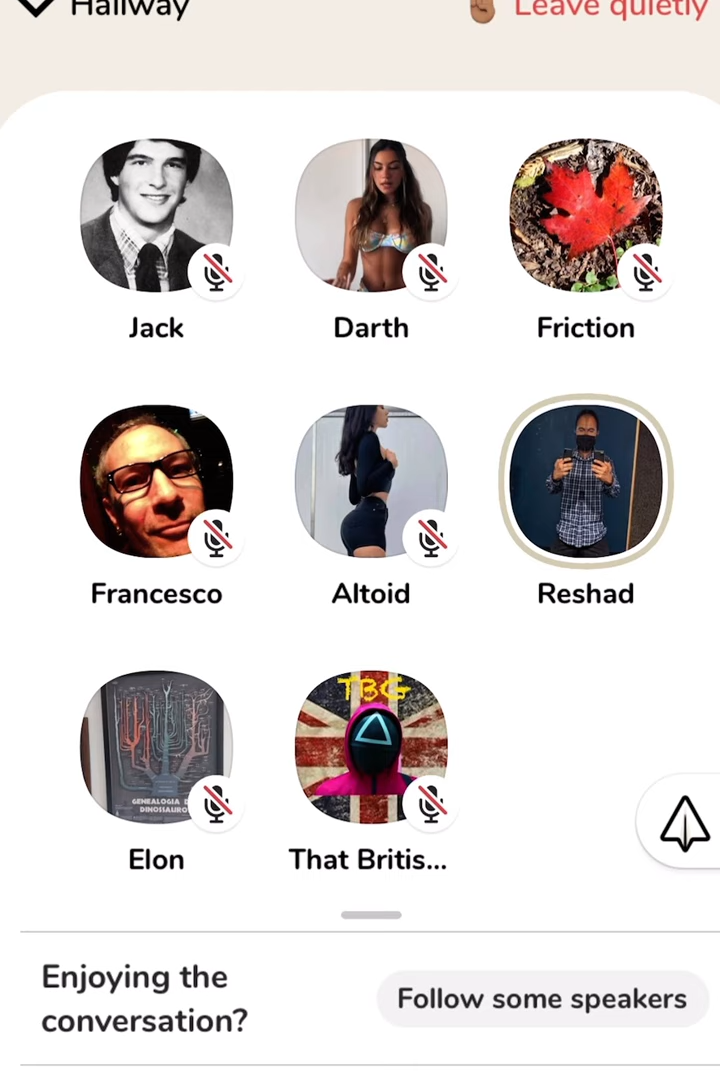 Hallway
Leave quietly
Jack
Darth
Friction
Francesco
Altoid
Reshad
TBG
GENEALOGIA D
DINOSSAURO
Elon
That Britis...
Enjoying the
conversation?
Follow some speakers